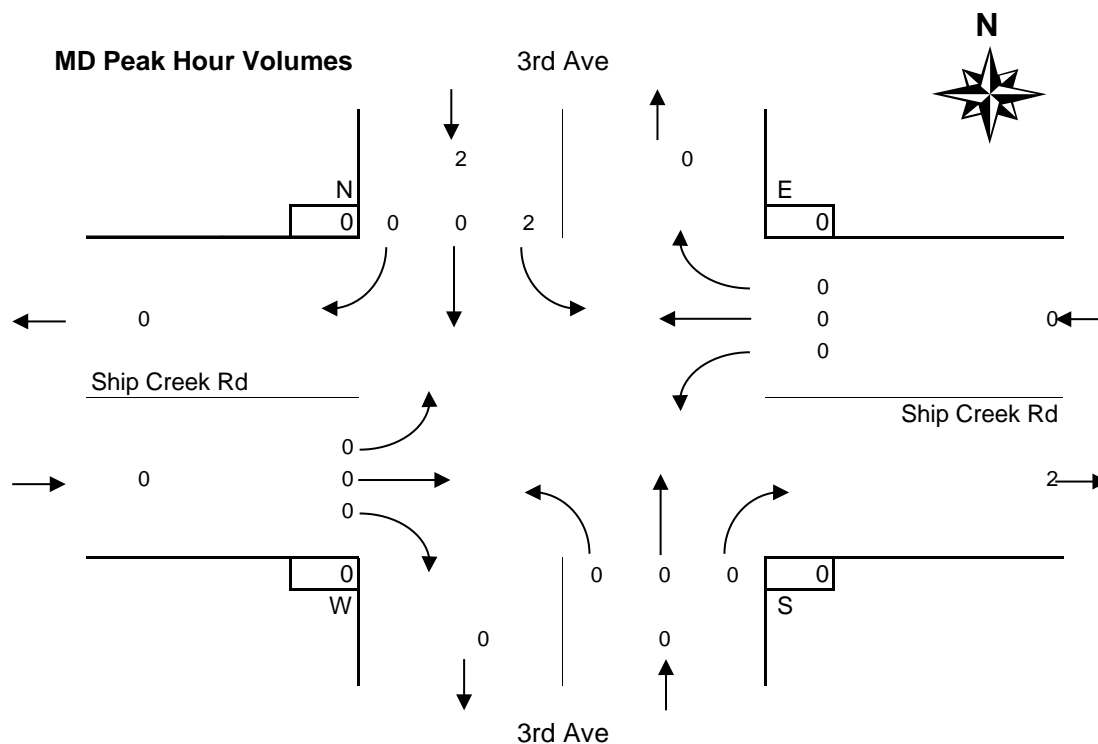 N
MD Peak Hour Volumes 3rd Ave
2 0
N E
0 0 0 2 0
0
0 0 0
0
Ship Creek Rd
Ship Creek Rd
0
0 0 2
0
0 0 0 0 0
W S
0 0
3rd Ave